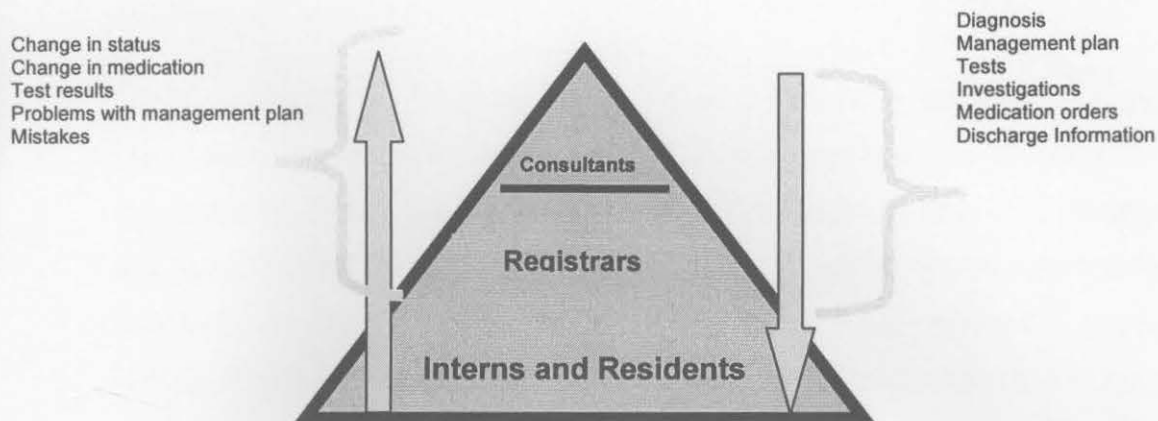 Change in status
Change in medication
Test results
Problems with management plan
Mistakes
Diagnosis
Management plan
Tests
Investigations
Medication orders
Discharge Information
Consultants
Registrars
Interns and Residents